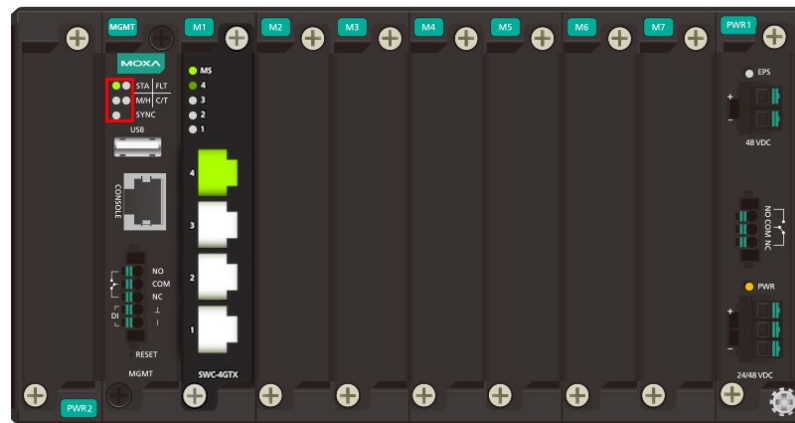 MGMT
M1
M2
M3
M4
M5
M6
M7
PWR1
MOXA
STA FLT
M/H C/T
SYNC
USB
CONSOLE
NO
COM
NC
DI
RESET
MGMT
MS
4
3
2
1
4
3
2
1
SWC-4GTX
EPS
+
-
48 VDC
NO COM NC
PWR
+
-
24/48 VDC
PWR2